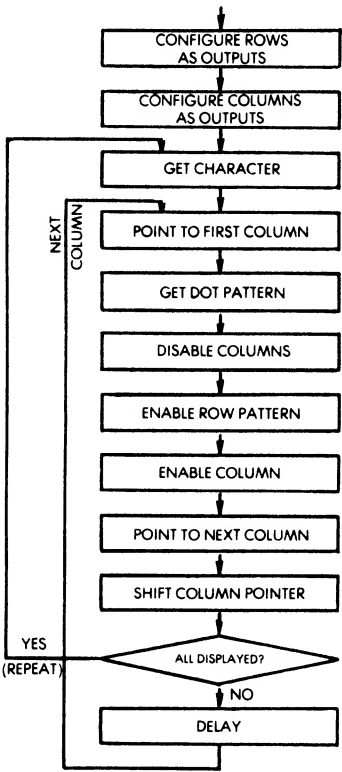 CONFIGURE ROWS
AS OUTPUTS
CONFIGURE COLUMNS
AS OUTPUTS
GET CHARACTER
NEXT
COLUMN
POINT TO FIRST COLUMN
GET DOT PATTERN
DISABLE COLUMNS
ENABLE ROW PATTERN
ENABLE COLUMN
POINT TO NEXT COLUMN
SHIFT COLUMN POINTER
ALL DISPLAYED?
YES
(REPEAT)
NO
DELAY